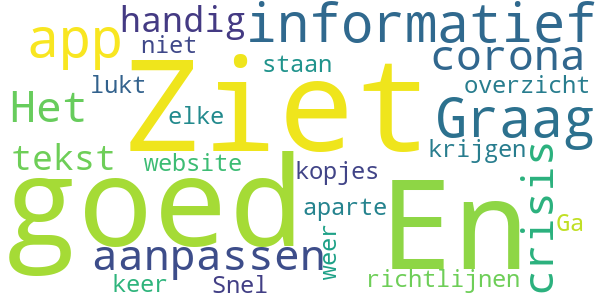 handig
informatief
app
niet
corona
staan
Ziet
lukt
overzicht
Het
elke
Graag
tekst
website
krijgen
kopjes
goed
En
crisis
aparte
Ga
aanpassen
weer
keer
Snel
richtlijnen